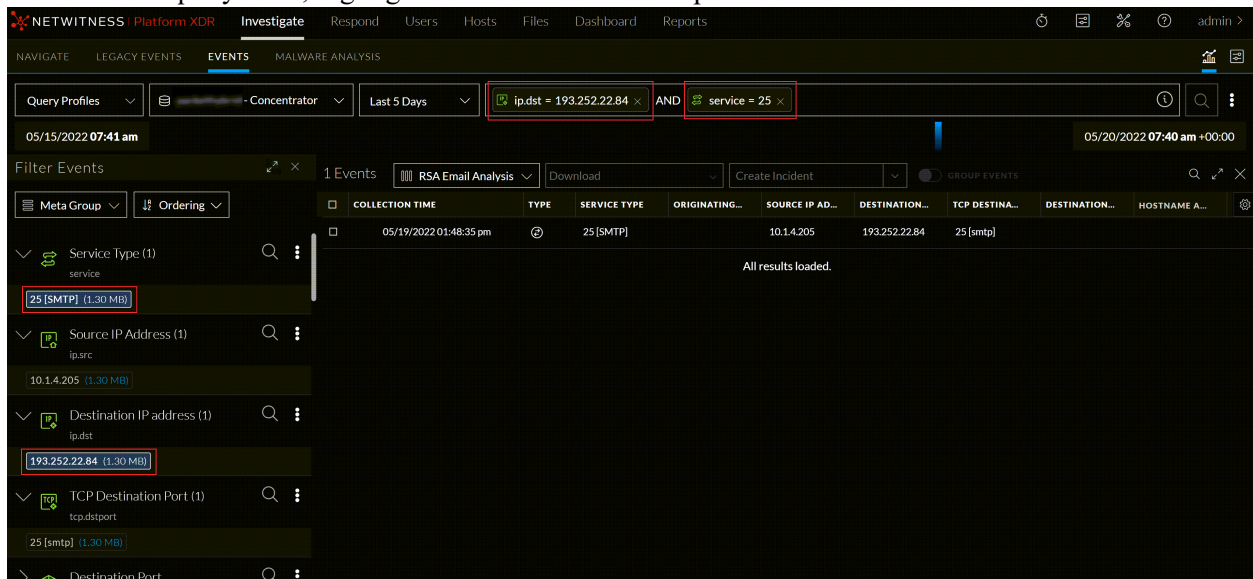 NETWITNESS | Platform XDR Investigate Respond Users Hosts Files Dashboard Reports admin >
NAVIGATE LEGACY EVENTS EVENTS MALWARE ANALYSIS
Query Profiles - Concentrator Last 5 Days ip.dst = 193.252.22.84 × AND service = 25 ×
05/15/2022 07:41 am 05/20/2022 07:40 am +00:00
Filter Events
1 Events RSA Email Analysis Download Create Incident GROUP EVENTS
Meta Group Ordering
COLLECTION TIME TYPE SERVICE TYPE ORIGINATING... SOURCE IP AD... DESTINATION... TCP DESTINA... DESTINATION... HOSTNAME A...
05/19/2022 01:48:35 pm 25 [SMTP] 10.1.4.205 193.252.22.84 25 [smtp]
All results loaded.
Service Type (1)
service
25 [SMTP] (1.30 MB)
Source IP Address (1)
ip.src
10.1.4.205 (1.30 MB)
Destination IP address (1)
ip.dst
193.252.22.84 (1.30 MB)
TCP Destination Port (1)
tcp.dstport
25 [smtp] (1.30 MB)
Destination Port